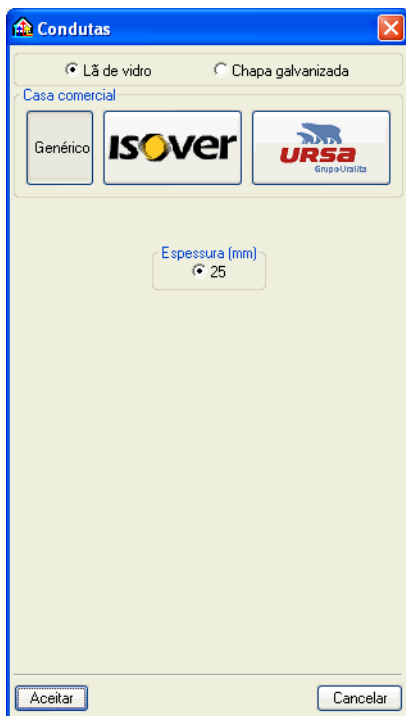 Condutas
Lã de vidro Chapa galvanizada
Casa comercial
Genérico ISOVER URSA
Grupo Uralita
Espessura (mm)
25
Aceitar Cancelar